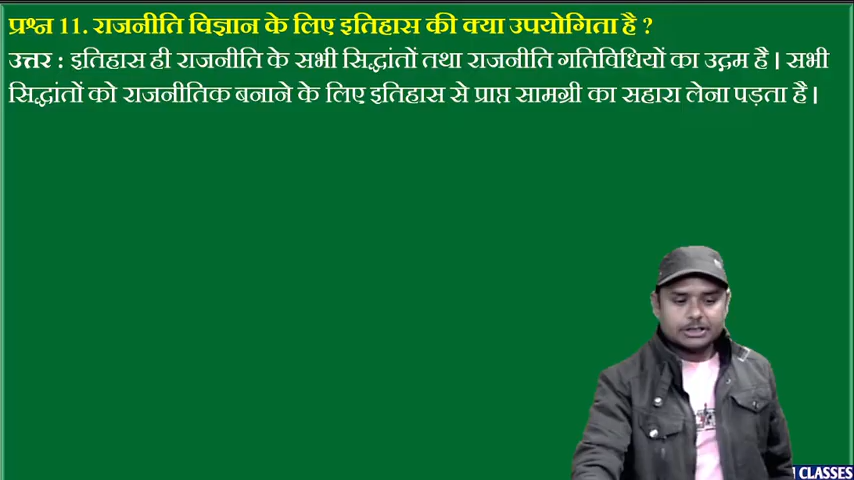 प्रश्न 11. राजनीति विज्ञान के लिए इतिहास की क्या उपयोगिता है ?
उत्तर : इतिहास ही राजनीति के सभी सिद्धांतों तथा राजनीति गतिविधियों का उद्गम है। सभी
सिद्धांतों को राजनीतिक बनाने के लिए इतिहास से प्राप्त सामग्री का सहारा लेना पड़ता है।
CLASSES